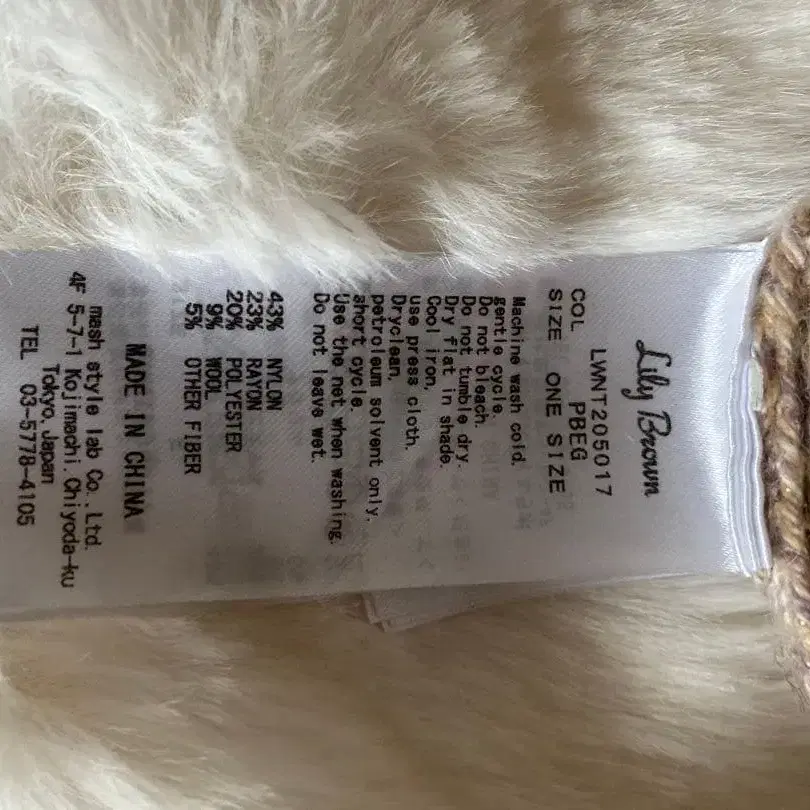 Lily Brown
LWNT205017
COL PBEG
SIZE ONE SIZE
Machine wash cold.
gentle cycle.
Do not bleach.
Do not tumble dry.
Dry flat in shade.
Cool iron,
use press cloth.
Dryclean,
petroleum solvent only.
short cycle.
Use the net when washing.
Do not leave wet.
43% NYLON
23% RAYON
20% POLYESTER
9% WOOL
5% OTHER FIBER
MADE IN CHINA
mash style lab Co., Ltd.
4F 5-7-1 Kojimachi, Chiyoda-ku
Tokyo, Japan
TEL 03-5778-4105